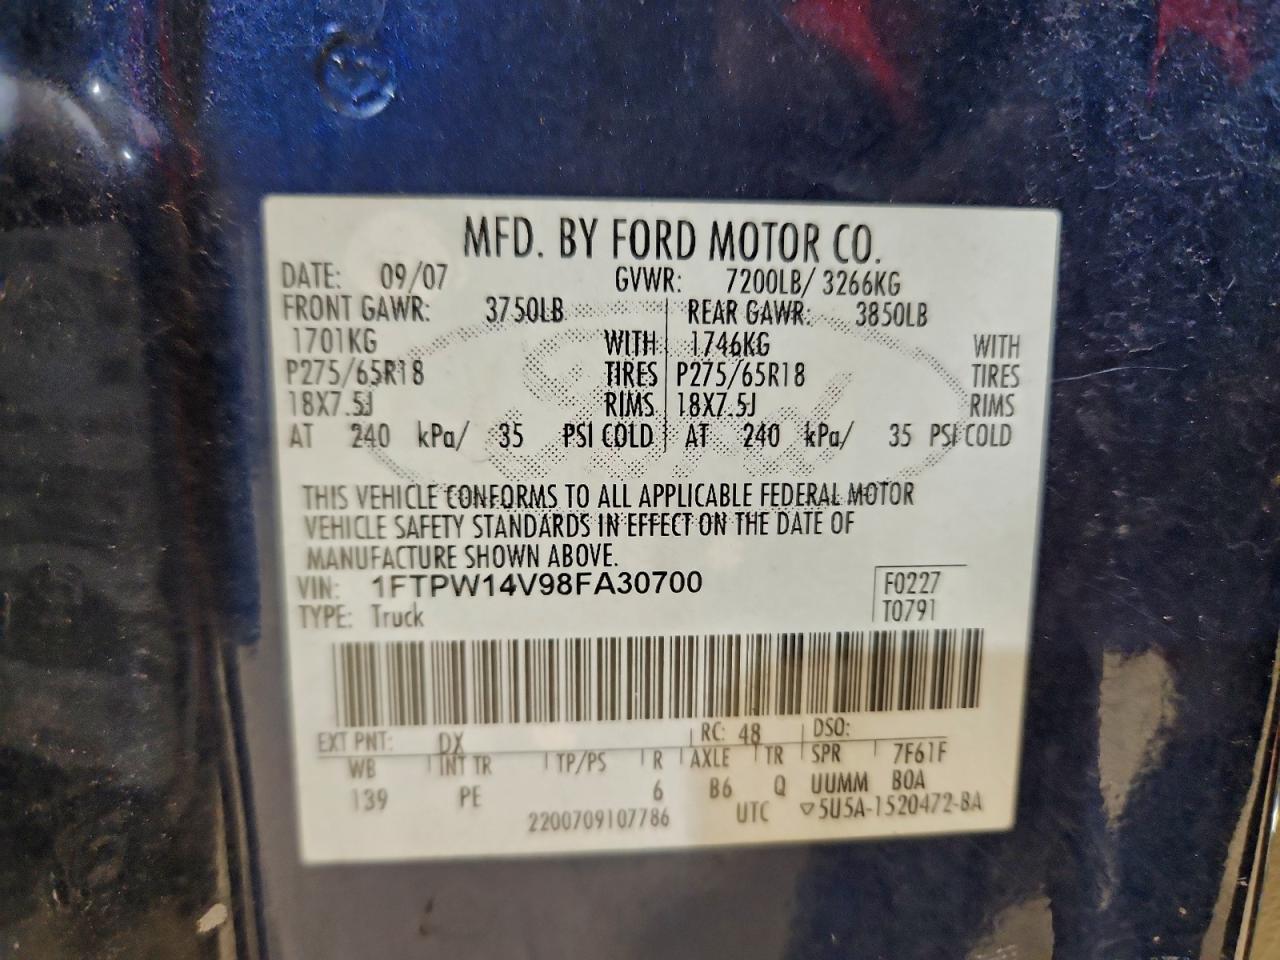 MFD. BY FORD MOTOR CO.
DATE: 09/07 GVWR: 7200LB/ 3266KG
FRONT GAWR: 3750LB REAR GAWR: 3850LB
1701KG WITH 1746KG WITH
P275/65R18 TIRES P275/65R18 TIRES
18X7.5J RIMS 18X7.5J RIMS
AT 240 kPa/ 35 PSI COLD AT 240 kPa/ 35 PSI COLD
THIS VEHICLE CONFORMS TO ALL APPLICABLE FEDERAL MOTOR
VEHICLE SAFETY STANDARDS IN EFFECT ON THE DATE OF
MANUFACTURE SHOWN ABOVE.
VIN: 1FTPW14V98FA30700 F0227
TYPE: Truck T0791
EXT PNT: DX RC: 48 DSO:
WB INT TR TP/PS R AXLE TR SPR 7F61F
139 PE 6 B6 Q UUMM BOA
2200709107786 UTC ▽5U5A-1520472-BA